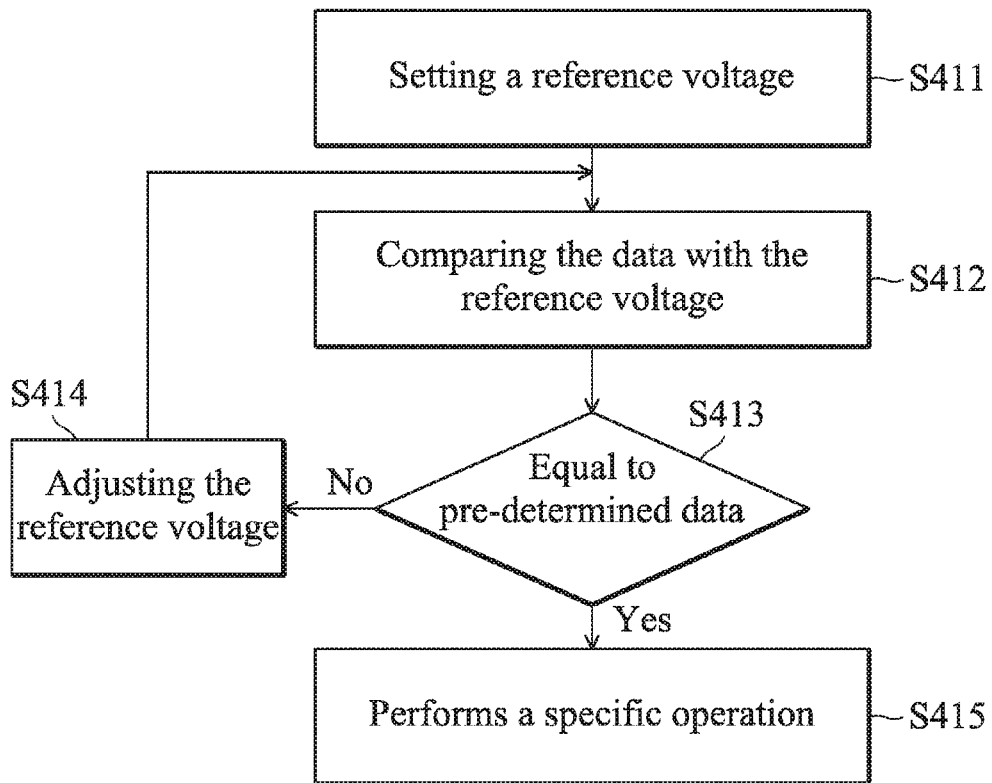 Setting a reference voltage
S411
Comparing the data with the
reference voltage
S412
S414
S413
Adjusting the
reference voltage
No
Equal to
pre-determined data
Yes
Performs a specific operation
S415